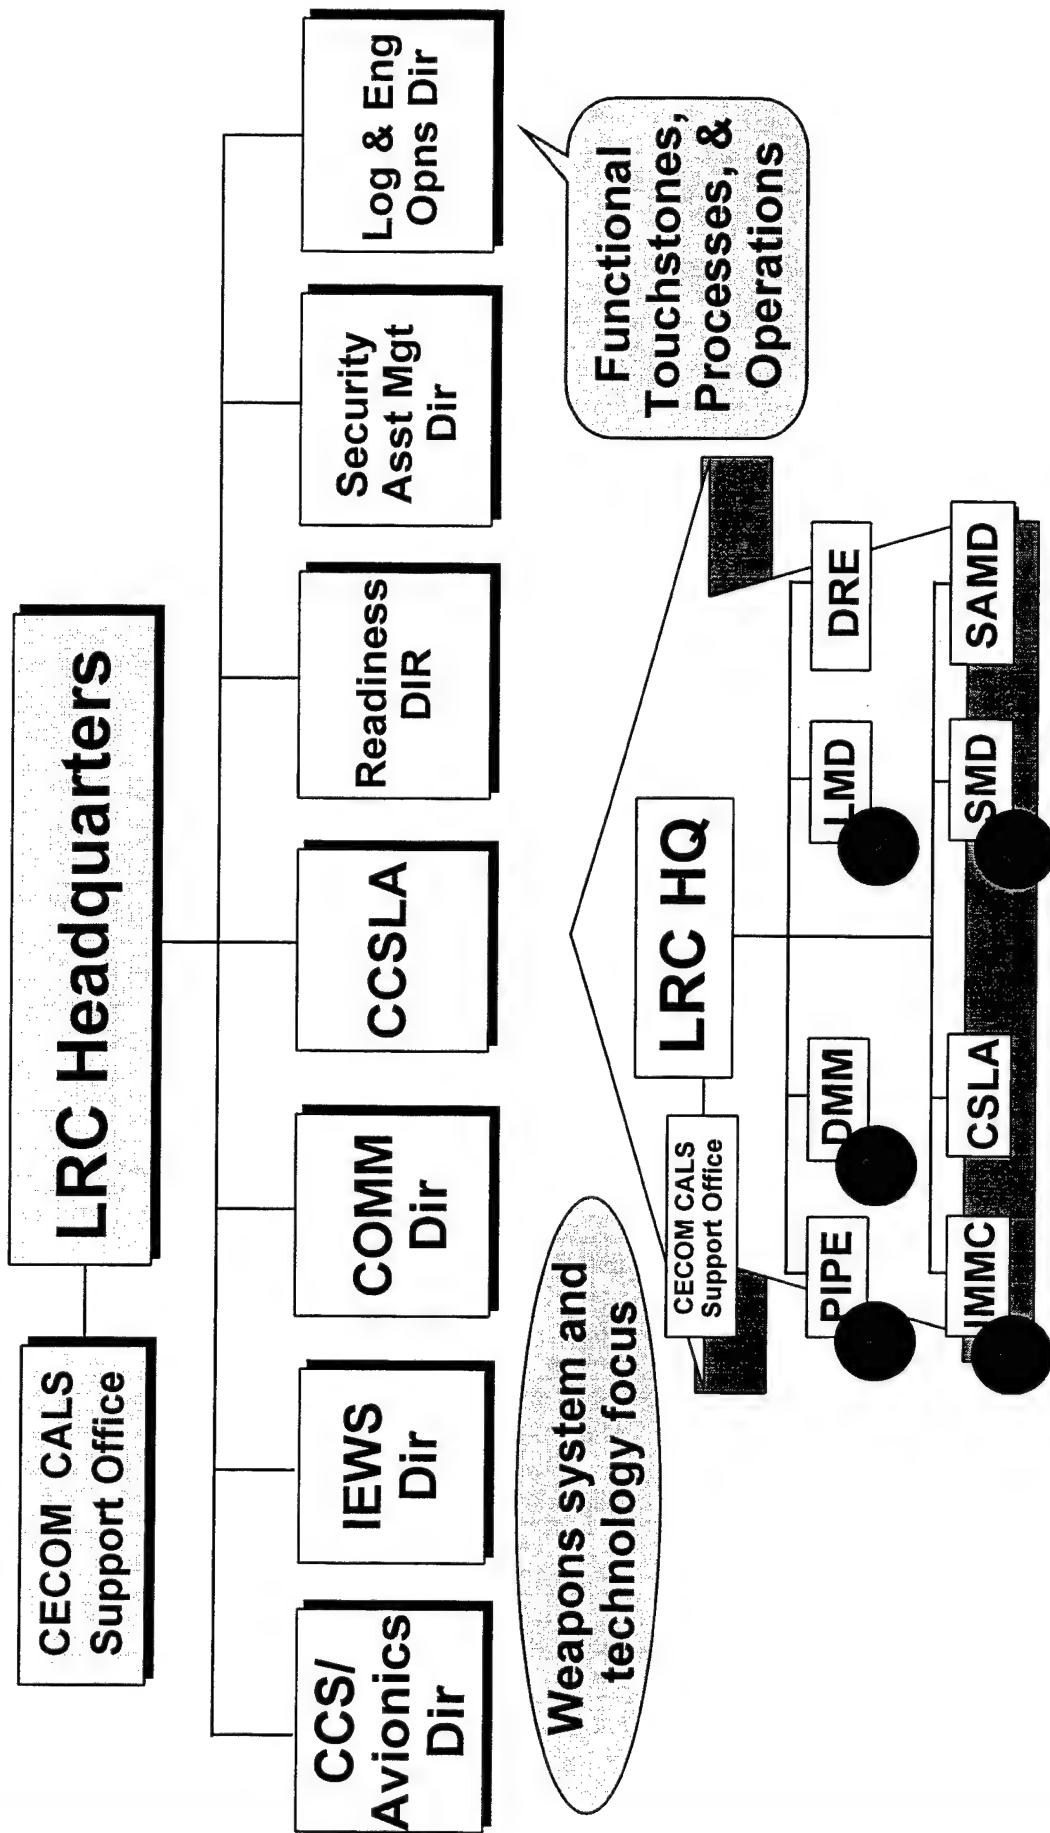 LRC Headquarters
CECOM CALS
Support Office
CCS/
Avionics
Dir
IEWS
Dir
COMM
Dir
CCSLA
Readiness
DIR
Security
Asst Mgt
Dir
Log & Eng
Opns Dir
Weapons system and
technology focus
Functional
Touchstones,
Processes, &
Operations
LRC HQ
CECOM CALS
Support Office
PIPE
DMM
LMD
DRE
IMMC
CSLA
SMD
SAMD